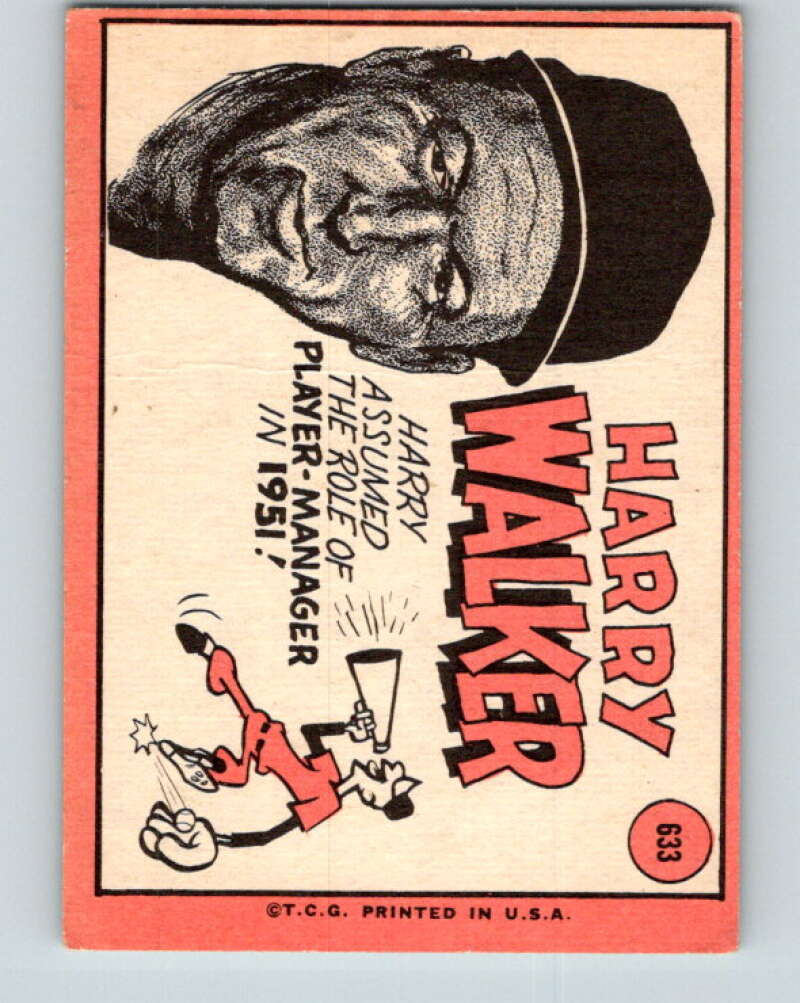 633
HARRY
WALKER
HARRY
ASSUMED
THE ROLE OF
PLAYER-MANAGER
IN 1951!
©T.C.G. PRINTED IN U.S.A.